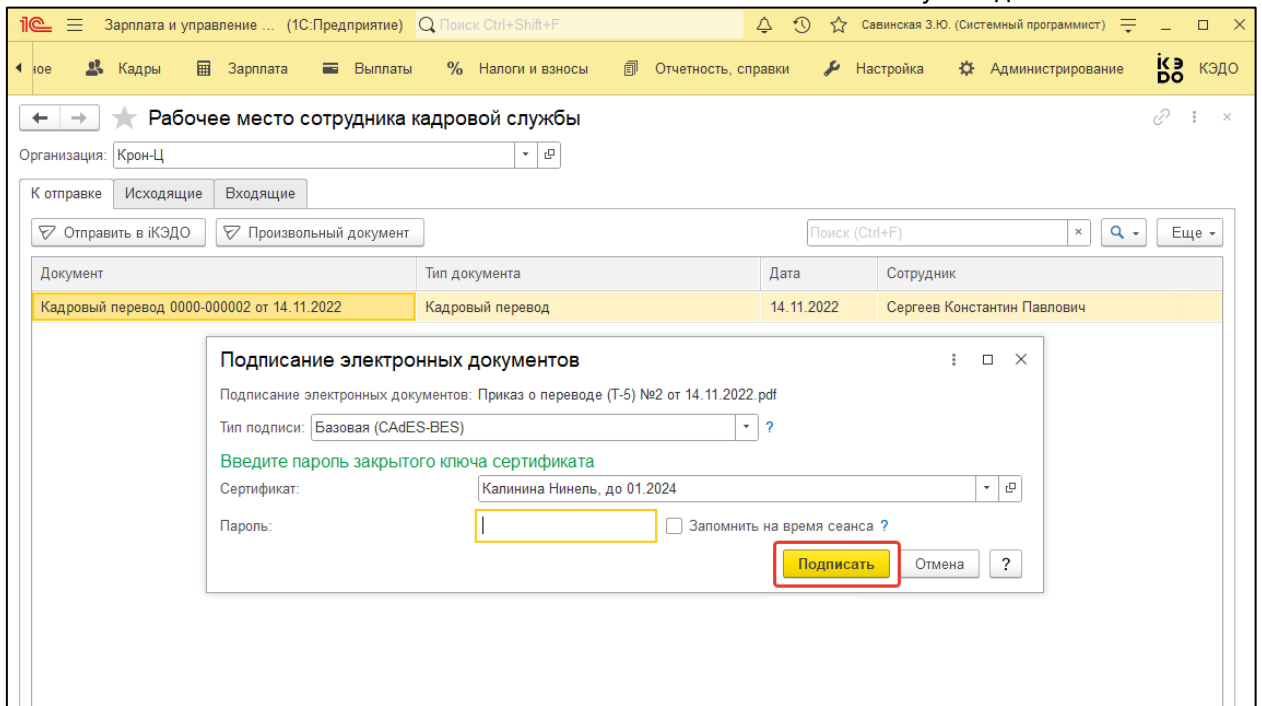 1С Зарплата и управление ... (1С:Предприятие) Поиск Ctrl+Shift+F Савинская З.Ю. (Системный программист)
ное Кадры Зарплата Выплаты % Налоги и взносы Отчетность, справки Настройка Администрирование iКЭДО КЭДО
Рабочее место сотрудника кадровой службы
Организация: Крон-Ц
К отправке Исходящие Входящие
Отправить в iКЭДО Произвольный документ Поиск (Ctrl+F) × Еще
Документ Тип документа Дата Сотрудник
Кадровый перевод 0000-000002 от 14.11.2022 Кадровый перевод 14.11.2022 Сергеев Константин Павлович
Подписание электронных документов
Подписание электронных документов: Приказ о переводе (Т-5) №2 от 14.11.2022.pdf
Тип подписи: Базовая (CAdES-BES) ?
Введите пароль закрытого ключа сертификата
Сертификат: Калинина Нинель, до 01.2024
Пароль: Запомнить на время сеанса ?
Подписать Отмена ?